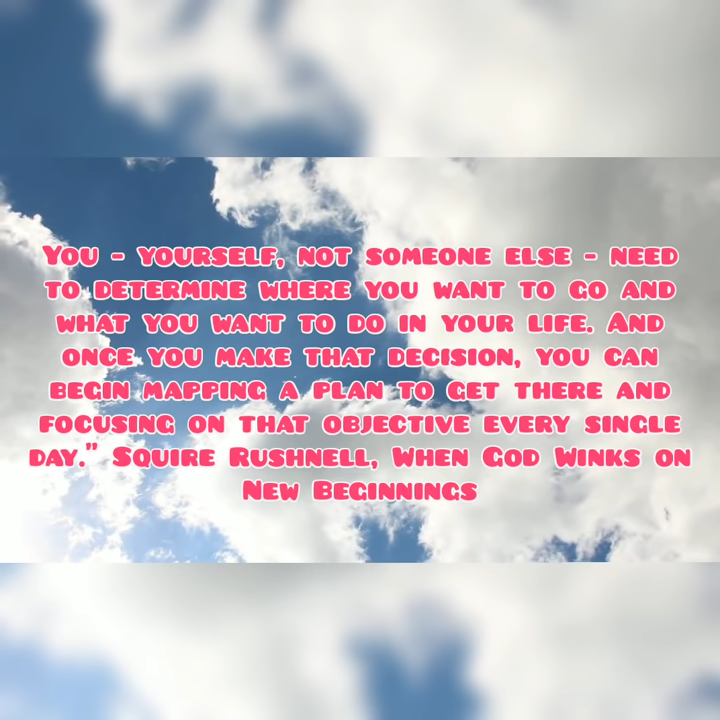 You - yourself, not someone else - need
to determine where you want to go and
what you want to do in your life. And
once you make that decision, you can
begin mapping a plan to get there and
focusing on that objective every single
day." Squire Rushnell, When God Winks on
New Beginnings